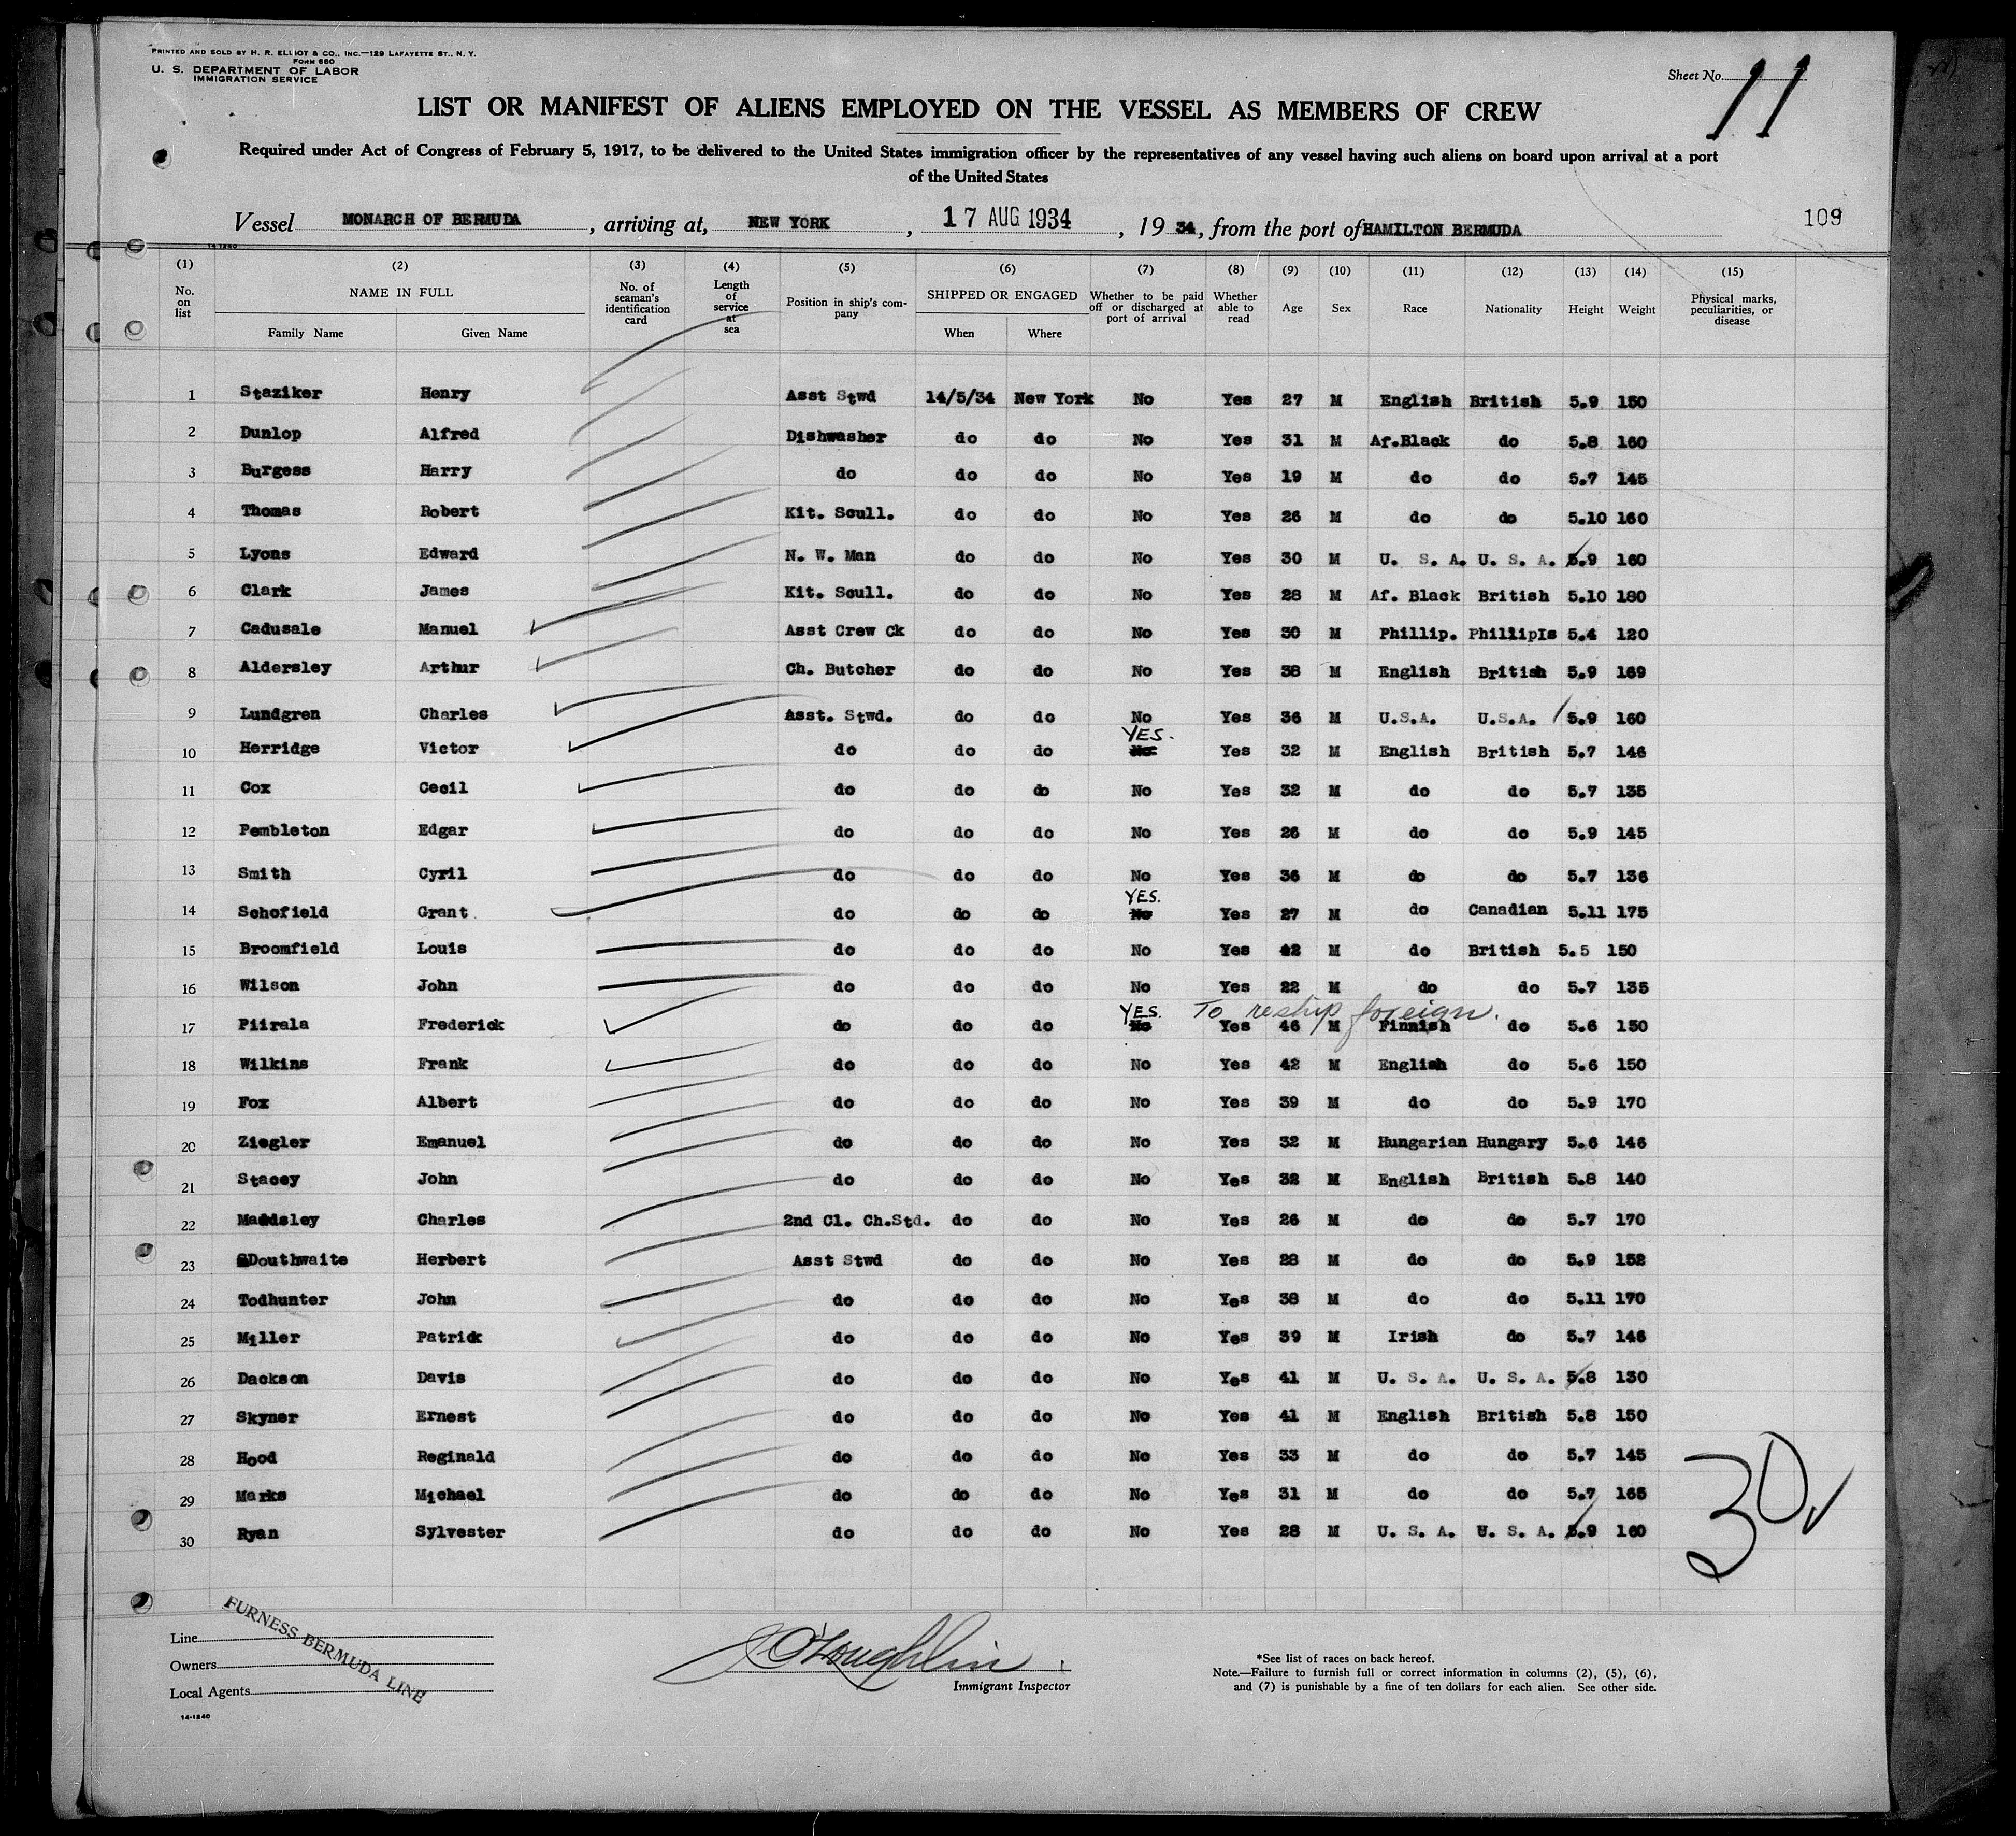 PRINTED AND SOLD BY H. R. ELLIOT & CO., INC.—129 LAFAYETTE ST., N. Y.
FORM 680
U. S. DEPARTMENT OF LABOR
IMMIGRATION SERVICE
Sheet No. 11
LIST OR MANIFEST OF ALIENS EMPLOYED ON THE VESSEL AS MEMBERS OF CREW
Required under Act of Congress of February 5, 1917, to be delivered to the United States immigration officer by the representatives of any vessel having such aliens on board upon arrival at a port
of the United States
Vessel MONARCH OF BERMUDA, arriving at, NEW YORK, 17 AUG 1934, 19 34, from the port of HAMILTON BERMUDA 109
14-1240
(1) (2) (3) (4) (5) (6) (7) (8) (9) (10) (11) (12) (13) (14) (15)
No. on list NAME IN FULL Family Name Given Name No. of seaman's identification card Length of service at sea Position in ship's company SHIPPED OR ENGAGED When Where Whether to be paid off or discharged at port of arrival Whether able to read Age Sex Race Nationality Height Weight Physical marks, peculiarities, or disease
1 Staziker Henry Asst Stwd 14/5/34 New York No Yes 27 M English British 5.9 150
2 Dunlop Alfred Dishwasher do do No Yes 31 M Af.Black do 5.8 160
3 Burgess Harry do do do No Yes 19 M do do 5.7 145
4 Thomas Robert Kit. Scull. do do No Yes 26 M do do 5.10 160
5 Lyons Edward N. W. Man do do No Yes 30 M U. S. A. U. S. A. 5.9 160
6 Clark James Kit. Scull. do do No Yes 28 M Af. Black British 5.10 180
7 Cadusale Manuel Asst Crew Ck do do No Yes 30 M Phillip. PhillipIs 5.4 120
8 Aldersley Arthur Ch. Butcher do do No Yes 38 M English British 5.9 169
9 Lundgren Charles Asst. Stwd. do do No Yes 36 M U.S.A. U.S.A. 5.9 160
10 Herridge Victor do do do YES. No Yes 32 M English British 5.7 146
11 Cox Cecil do do do No Yes 32 M do do 5.7 135
12 Pembleton Edgar do do do No Yes 26 M do do 5.9 145
13 Smith Cyril do do do No Yes 36 M do do 5.7 136
14 Schofield Grant do do do YES. No Yes 27 M do Canadian 5.11 175
15 Broomfield Louis do do do No Yes 42 M do British 5.5 150
16 Wilson John do do do No Yes 22 M do do 5.7 135
To reship foreign.
17 Piirala Frederick do do do YES. No Yes 46 M Finnish do 5.6 150
18 Wilkins Frank do do do No Yes 42 M English do 5.6 150
19 Fox Albert do do do No Yes 39 M do do 5.9 170
20 Ziegler Emanuel do do do No Yes 32 M Hungarian Hungary 5.6 146
21 Stacey John do do do No Yes 32 M English British 5.8 140
22 Maddsley Charles 2nd Cl. Ch.Std. do do No Yes 26 M do do 5.7 170
23 Douthwaite Herbert Asst Stwd do do No Yes 28 M do do 5.9 152
24 Todhunter John do do do No Yes 38 M do do 5.11 170
25 Miller Patrick do do do No Yes 39 M Irish do 5.7 146
26 Dackson Davis do do do No Yes 41 M U. S. A. U. S. A. 5.8 130
27 Skyner Ernest do do do No Yes 41 M English British 5.8 150
28 Hood Reginald do do do No Yes 33 M do do 5.7 145
29 Marks Michael do do do No Yes 31 M do do 5.7 165
30 Ryan Sylvester do do do No Yes 28 M U. S. A. U. S. A. 5.9 160
30
Line
Owners
Local Agents
FURNESS BERMUDA LINE
14-1240
J O'Loughlin
Immigrant Inspector
*See list of races on back hereof.
Note.—Failure to furnish full or correct information in columns (2), (5), (6),
and (7) is punishable by a fine of ten dollars for each alien. See other side.